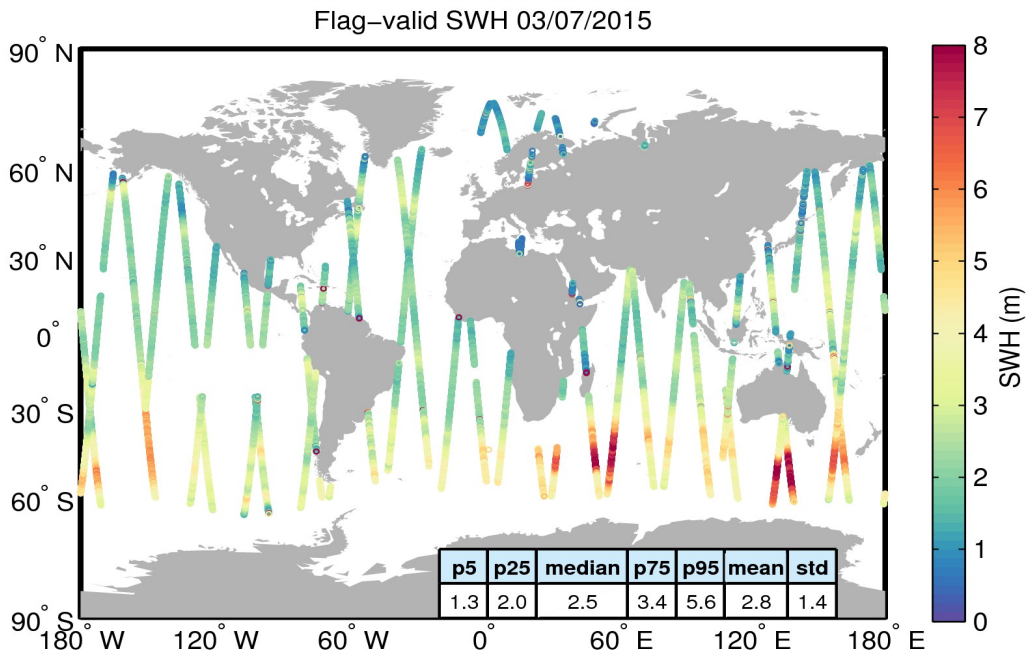 Flag−valid SWH 03/07/2015
90° N
60° N
30° N
0°
30° S
60° S
90° S
180° W
120° W
60° W
0°
60° E
120° E
180° E
p5 p25 median p75 p95 mean std
1.3 2.0 2.5 3.4 5.6 2.8 1.4
8
7
6
5
4
3
2
1
0
SWH (m)